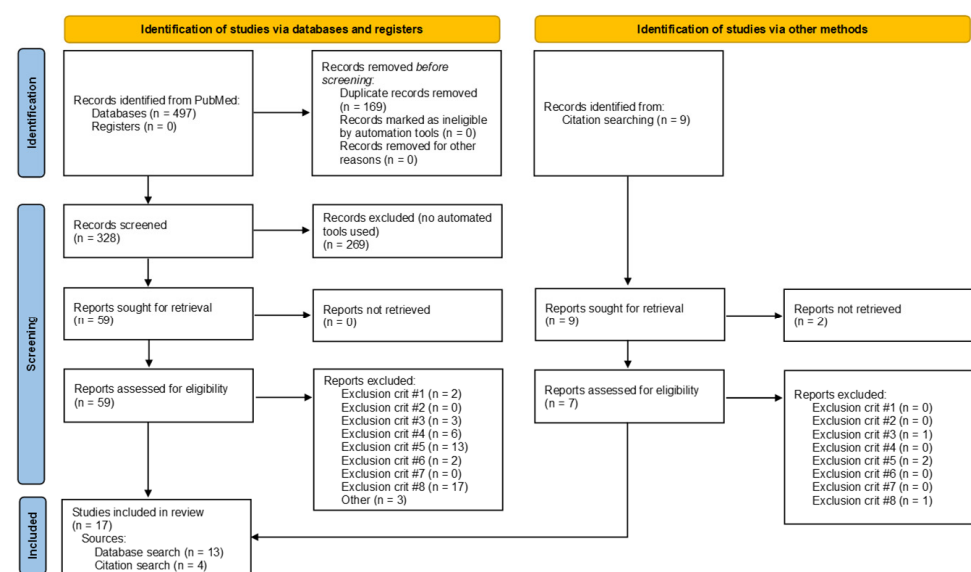 Identification of studies via databases and registers
Identification of studies via other methods
Identification
Records identified from PubMed:
Databases (n = 497)
Registers (n = 0)
Records removed before
screening:
Duplicate records removed
(n = 169)
Records marked as ineligible
by automation tools (n = 0)
Records removed for other
reasons (n = 0)
Records identified from:
Citation searching (n = 9)
Screening
Records screened
(n = 328)
Records excluded (no automated
tools used)
(n = 269)
Reports sought for retrieval
(n = 59)
Reports not retrieved
(n = 0)
Reports sought for retrieval
(n = 9)
Reports not retrieved
(n = 2)
Reports assessed for eligibility
(n = 59)
Reports excluded:
Exclusion crit #1 (n = 2)
Exclusion crit #2 (n = 0)
Exclusion crit #3 (n = 3)
Exclusion crit #4 (n = 6)
Exclusion crit #5 (n = 13)
Exclusion crit #6 (n = 2)
Exclusion crit #7 (n = 0)
Exclusion crit #8 (n = 17)
Other (n = 3)
Reports assessed for eligibility
(n = 7)
Reports excluded:
Exclusion crit #1 (n = 0)
Exclusion crit #2 (n = 0)
Exclusion crit #3 (n = 1)
Exclusion crit #4 (n = 0)
Exclusion crit #5 (n = 2)
Exclusion crit #6 (n = 0)
Exclusion crit #7 (n = 0)
Exclusion crit #8 (n = 1)
Included
Studies included in review
(n = 17)
Sources:
Database search (n = 13)
Citation search (n = 4)